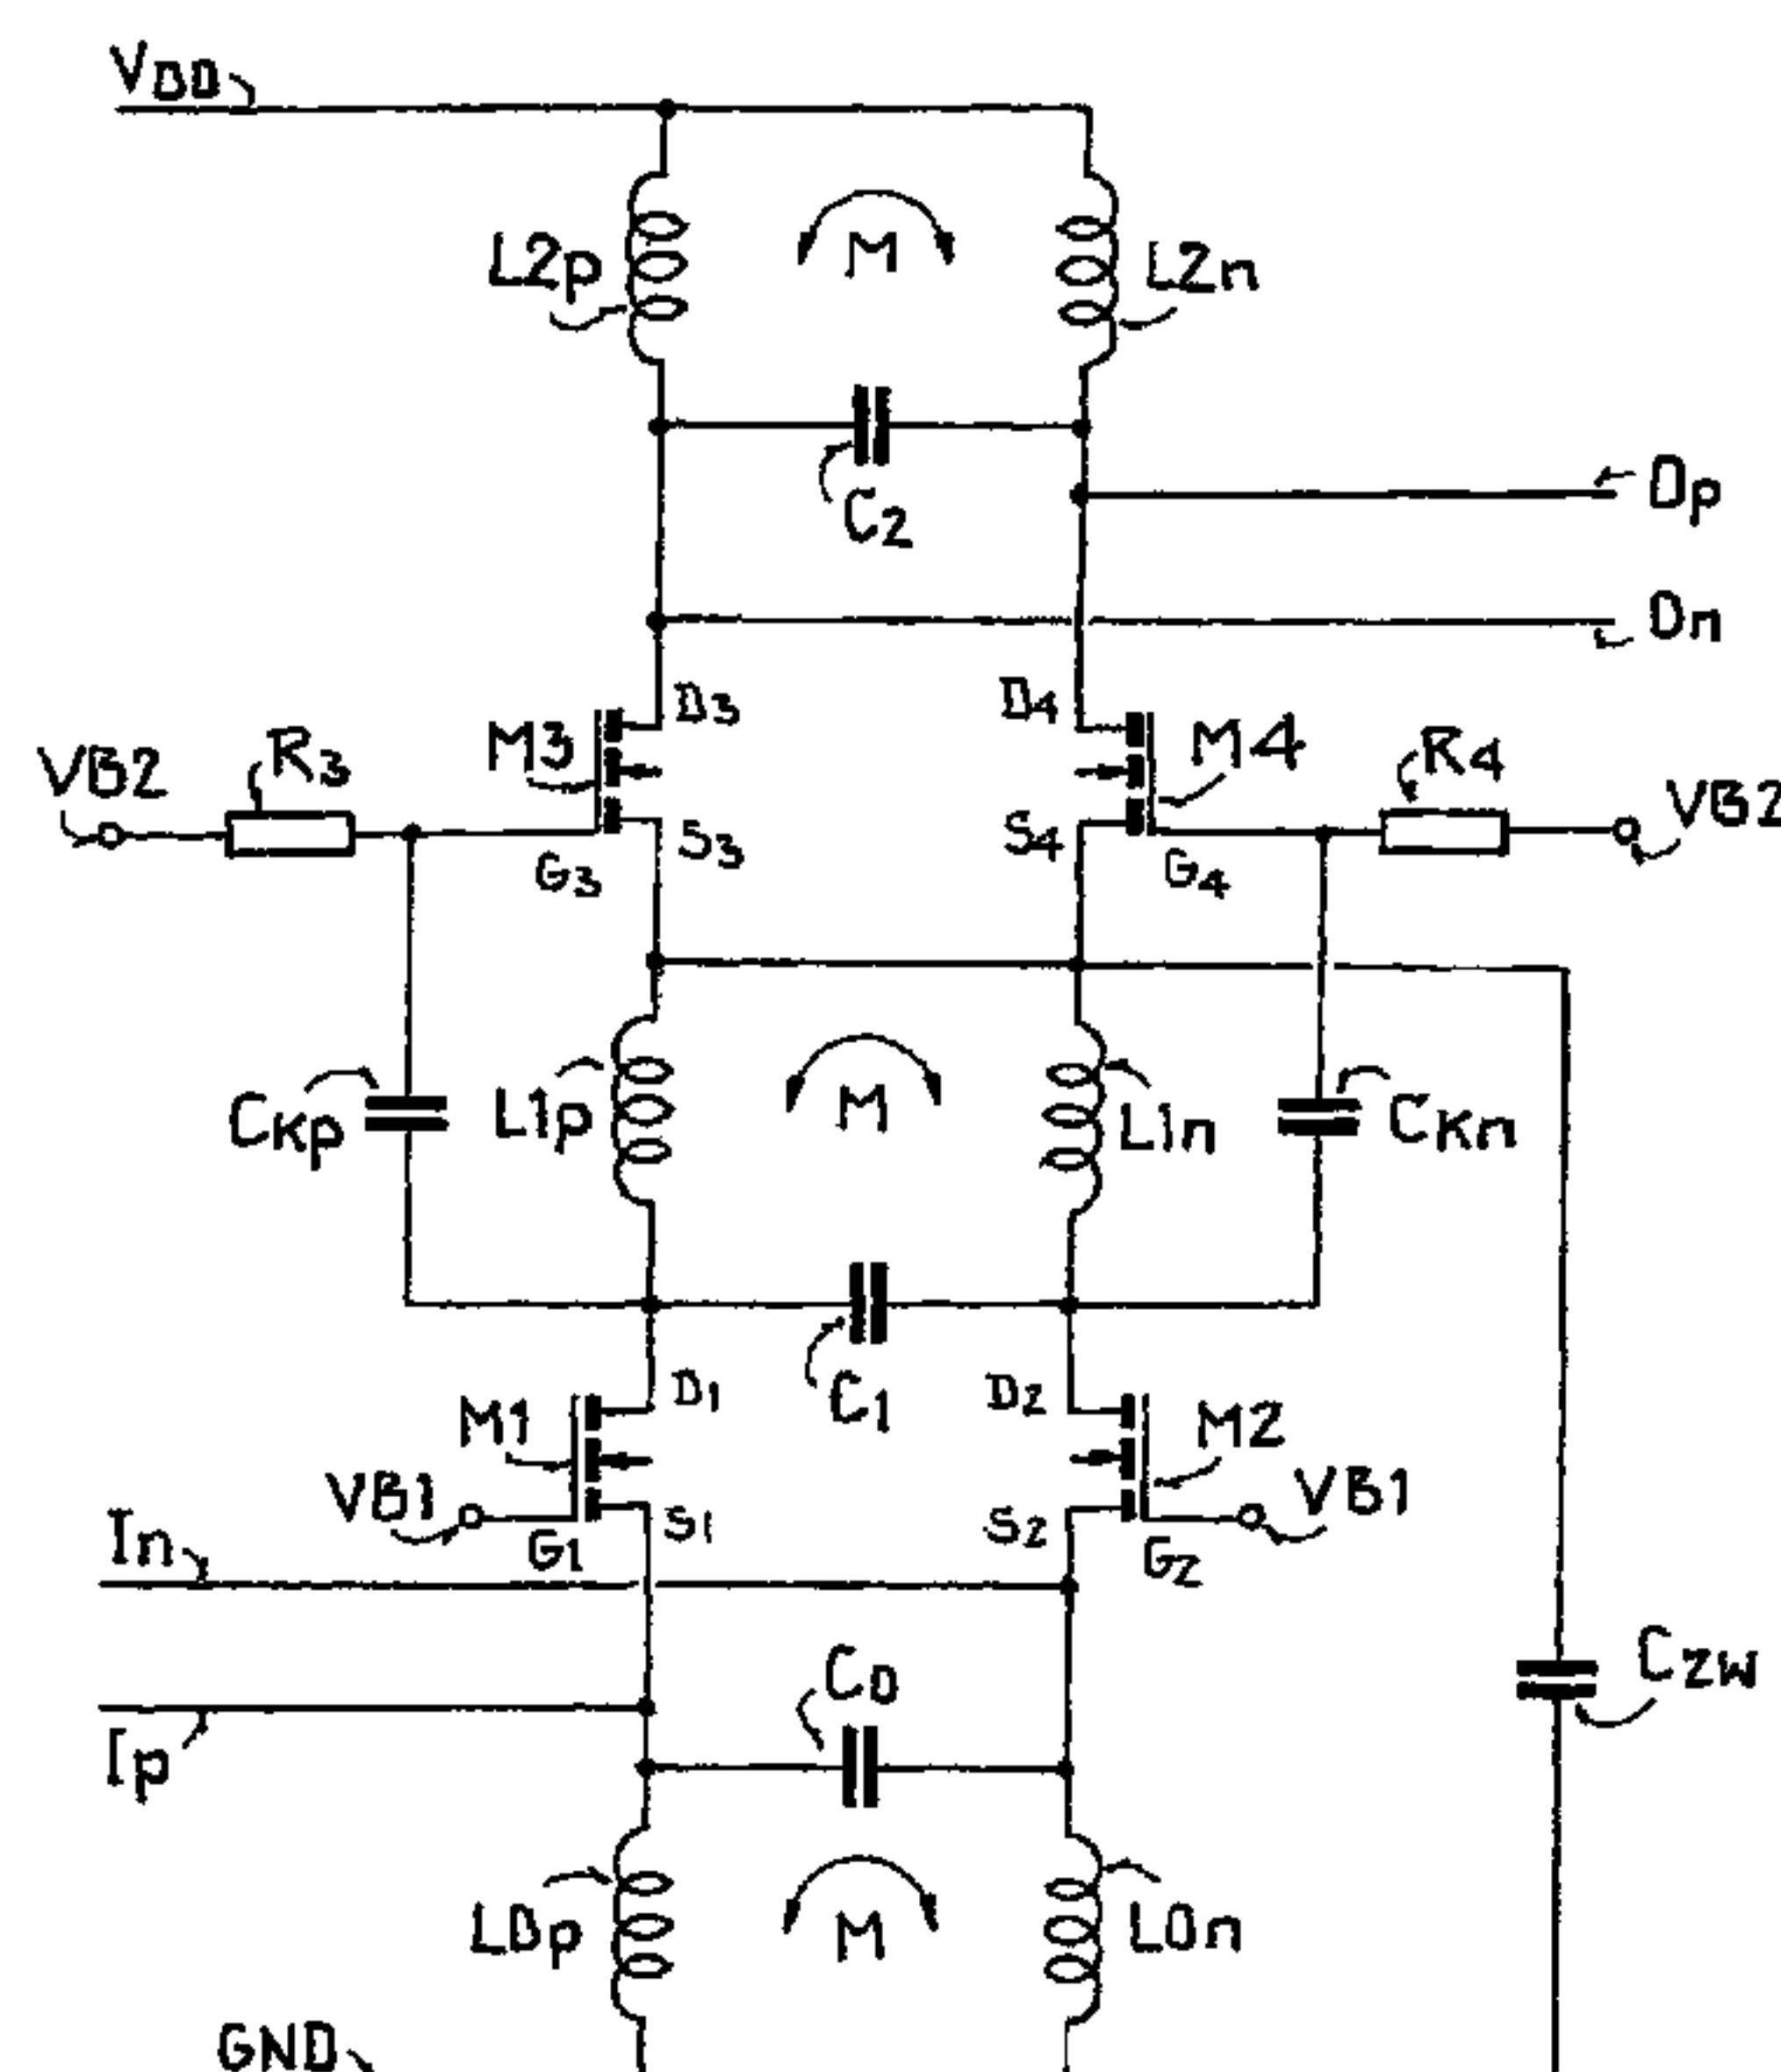 VDD
L2p M L2n
C2
Op
On
D3 D4
VB2 R3 M3 M4 R4 VB2
G3 S3 S4 G4
CKp L1p M L1n CKn
D1 C1 D2
M1 M2
VB1 VB1
In G1 S1 S2 G2
C0 CZW
Ip
L0p M L0n
GND